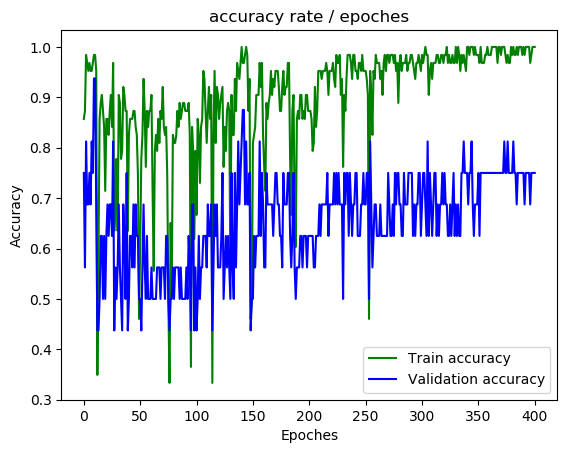 accuracy rate / epoches
1.0
0.9
0.8
0.7
0.6
0.5
0.4
0.3
Accuracy
Train accuracy
Validation accuracy
0 50 100 150 200 250 300 350 400
Epoches